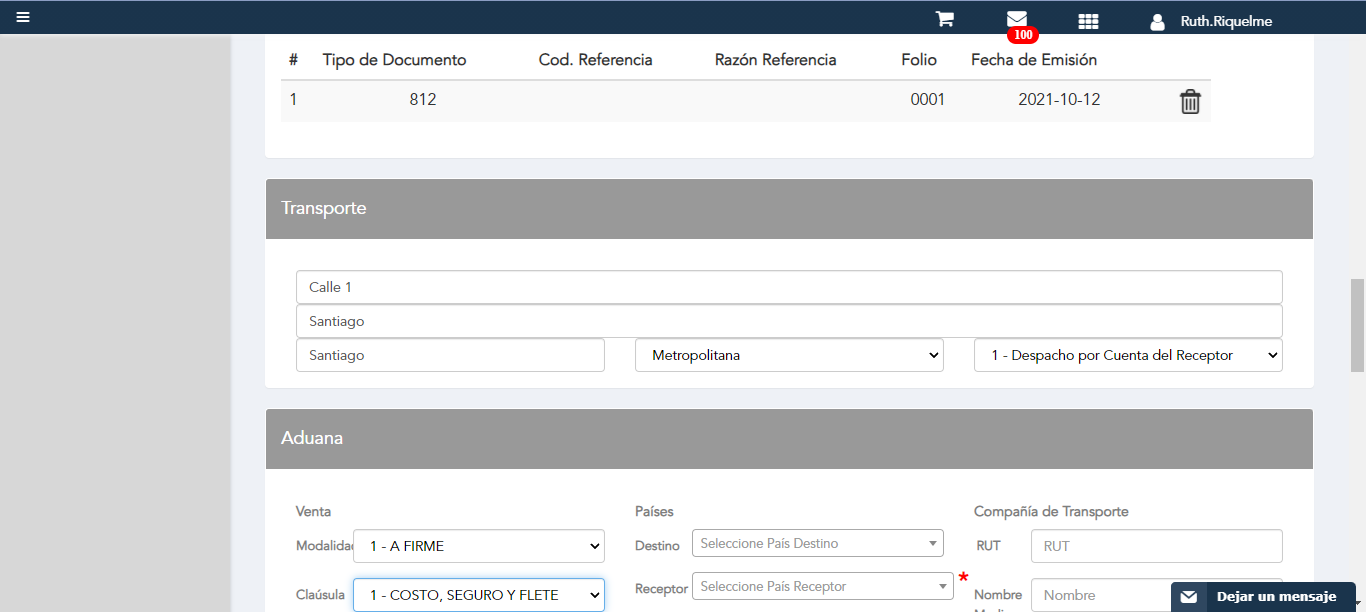 Ruth.Riquelme
100
# Tipo de Documento Cod. Referencia Razón Referencia Folio Fecha de Emisión
1 812 0001 2021-10-12
Transporte
Calle 1
Santiago
Santiago Metropolitana 1 - Despacho por Cuenta del Receptor
Aduana
Venta Países Compañía de Transporte
Modalidad 1 - A FIRME Destino Seleccione País Destino RUT RUT
Claúsula 1 - COSTO, SEGURO Y FLETE Receptor Seleccione País Receptor * Nombre Nombre
Dejar un mensaje